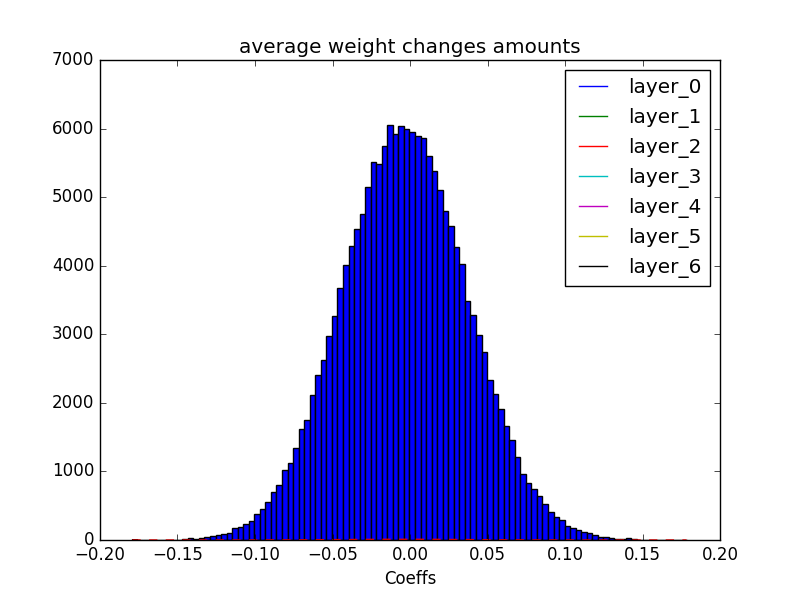 average weight changes amounts
7000
6000
5000
4000
3000
2000
1000
0
layer_0
layer_1
layer_2
layer_3
layer_4
layer_5
layer_6
−0.20 −0.15 −0.10 −0.05 0.00 0.05 0.10 0.15 0.20
Coeffs